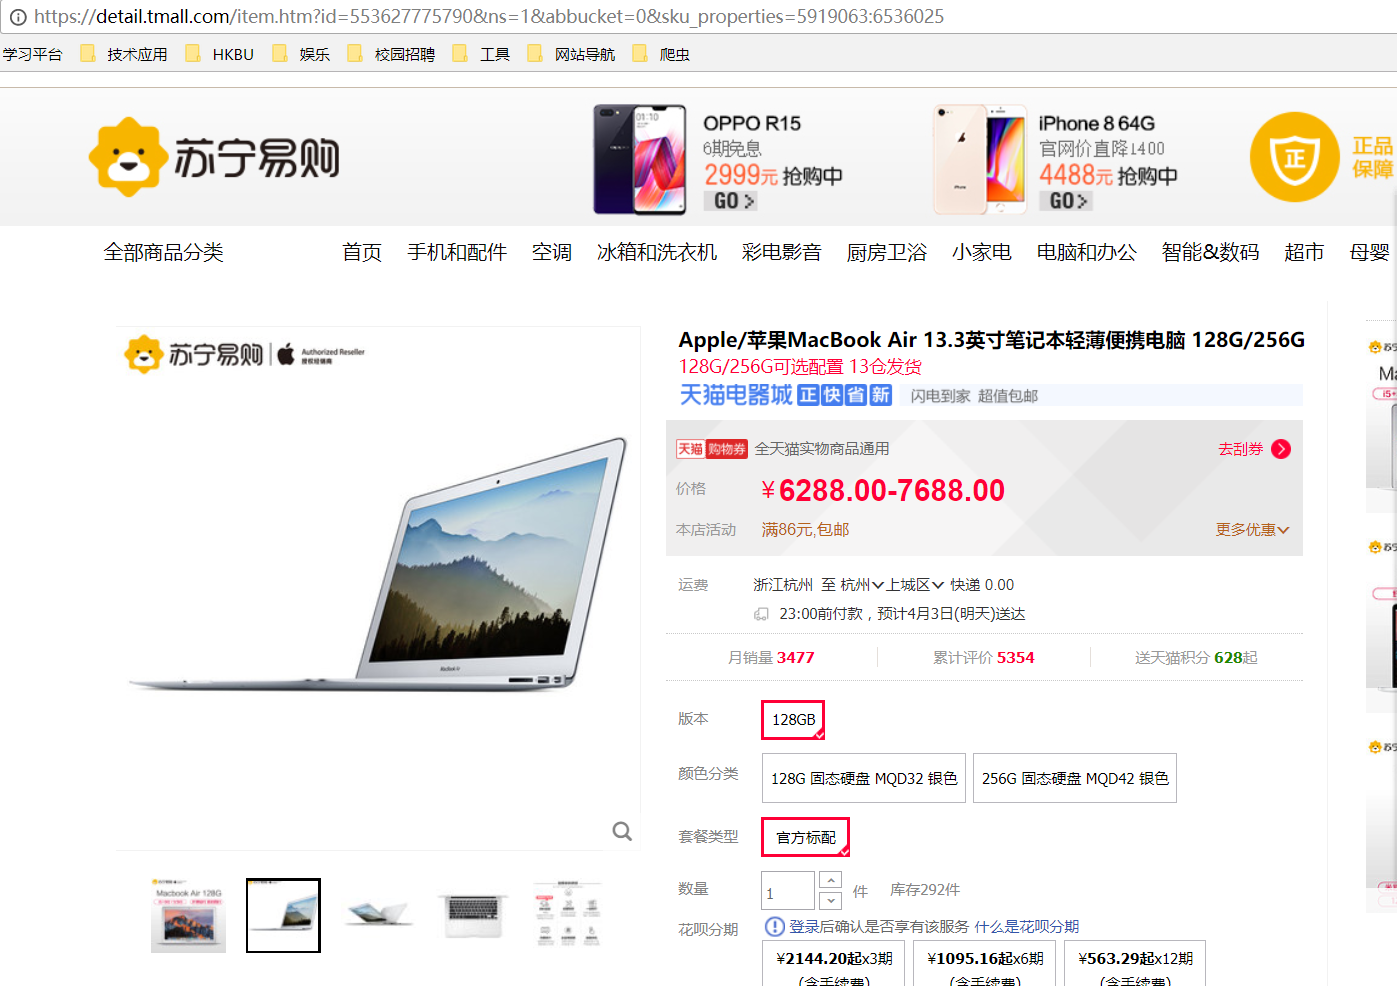 https://detail.tmall.com/item.htm?id=553627775790&ns=1&abbucket=0&sku_properties=5919063:6536025
学习平台 技术应用 HKBU 娱乐 校园招聘 工具 网站导航 爬虫
苏宁易购
OPPO R15
6期免息
2999元 抢购中
GO >
iPhone 8 64G
官网价直降1400
4488元 抢购中
GO >
正
正品
保障
全部商品分类 首页 手机和配件 空调 冰箱和洗衣机 彩电影音 厨房卫浴 小家电 电脑和办公 智能&数码 超市 母婴
苏宁易购 Authorized Reseller
授权经销商
MacBook Air
Apple/苹果MacBook Air 13.3英寸笔记本轻薄便携电脑 128G/256G
128G/256G可选配置 13仓发货
天猫电器城 正快省新 闪电到家 超值包邮
天猫 购物券 全天猫实物商品通用 去刮券
价格 ¥6288.00-7688.00
本店活动 满86元,包邮 更多优惠
运费 浙江杭州 至 杭州 上城区 快递 0.00
23:00前付款，预计4月3日(明天)送达
月销量 3477 累计评价 5354 送天猫积分 628起
版本 128GB
颜色分类 128G 固态硬盘 MQD32 银色 256G 固态硬盘 MQD42 银色
套餐类型 官方标配
数量 1 件 库存292件
花呗分期 登录后确认是否享有该服务 什么是花呗分期
¥2144.20起x3期 ¥1095.16起x6期 ¥563.29起x12期
(含手续费) (含手续费) (含手续费)
Macbook Air 128G
Ma
i5+